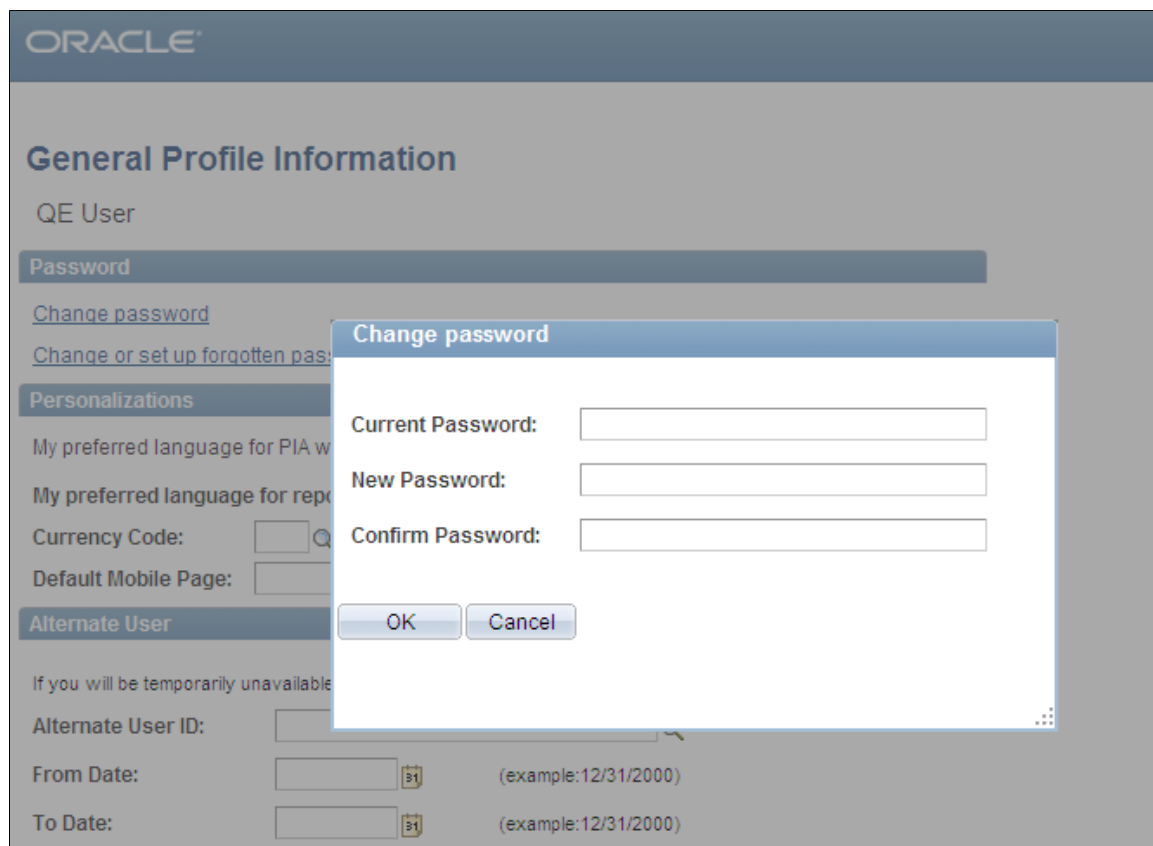 ORACLE
General Profile Information
QE User
Password
Change password
Change or set up forgotten
Personalizations
My preferred language for PIA
My preferred language for
Currency Code:
Default Mobile Page:
Alternate User
If you will be temporarily unavailable
Alternate User ID:
From Date: 31 (example:12/31/2000)
To Date: 31 (example:12/31/2000)
Change password
Current Password:
New Password:
Confirm Password:
OK Cancel